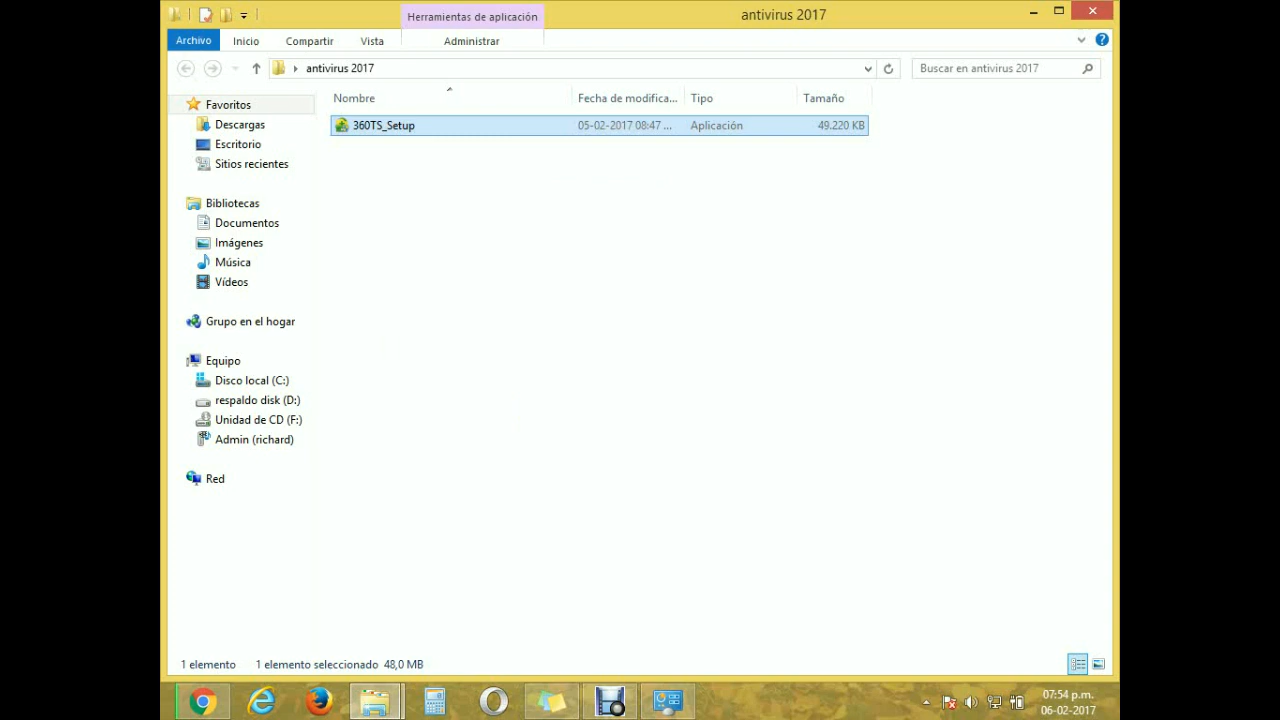 Herramientas de aplicación
antivirus 2017
Archivo
Inicio
Compartir
Vista
Administrar
antivirus 2017
Buscar en antivirus 2017
Nombre
Fecha de modifica...
Tipo
Tamaño
360TS_Setup
05-02-2017 08:47 ...
Aplicación
49.220 KB
Favoritos
Descargas
Escritorio
Sitios recientes
Bibliotecas
Documentos
Imágenes
Música
Vídeos
Grupo en el hogar
Equipo
Disco local (C:)
respaldo disk (D:)
Unidad de CD (F:)
Admin (richard)
Red
1 elemento
1 elemento seleccionado 48,0 MB
07:54 p.m.
06-02-2017